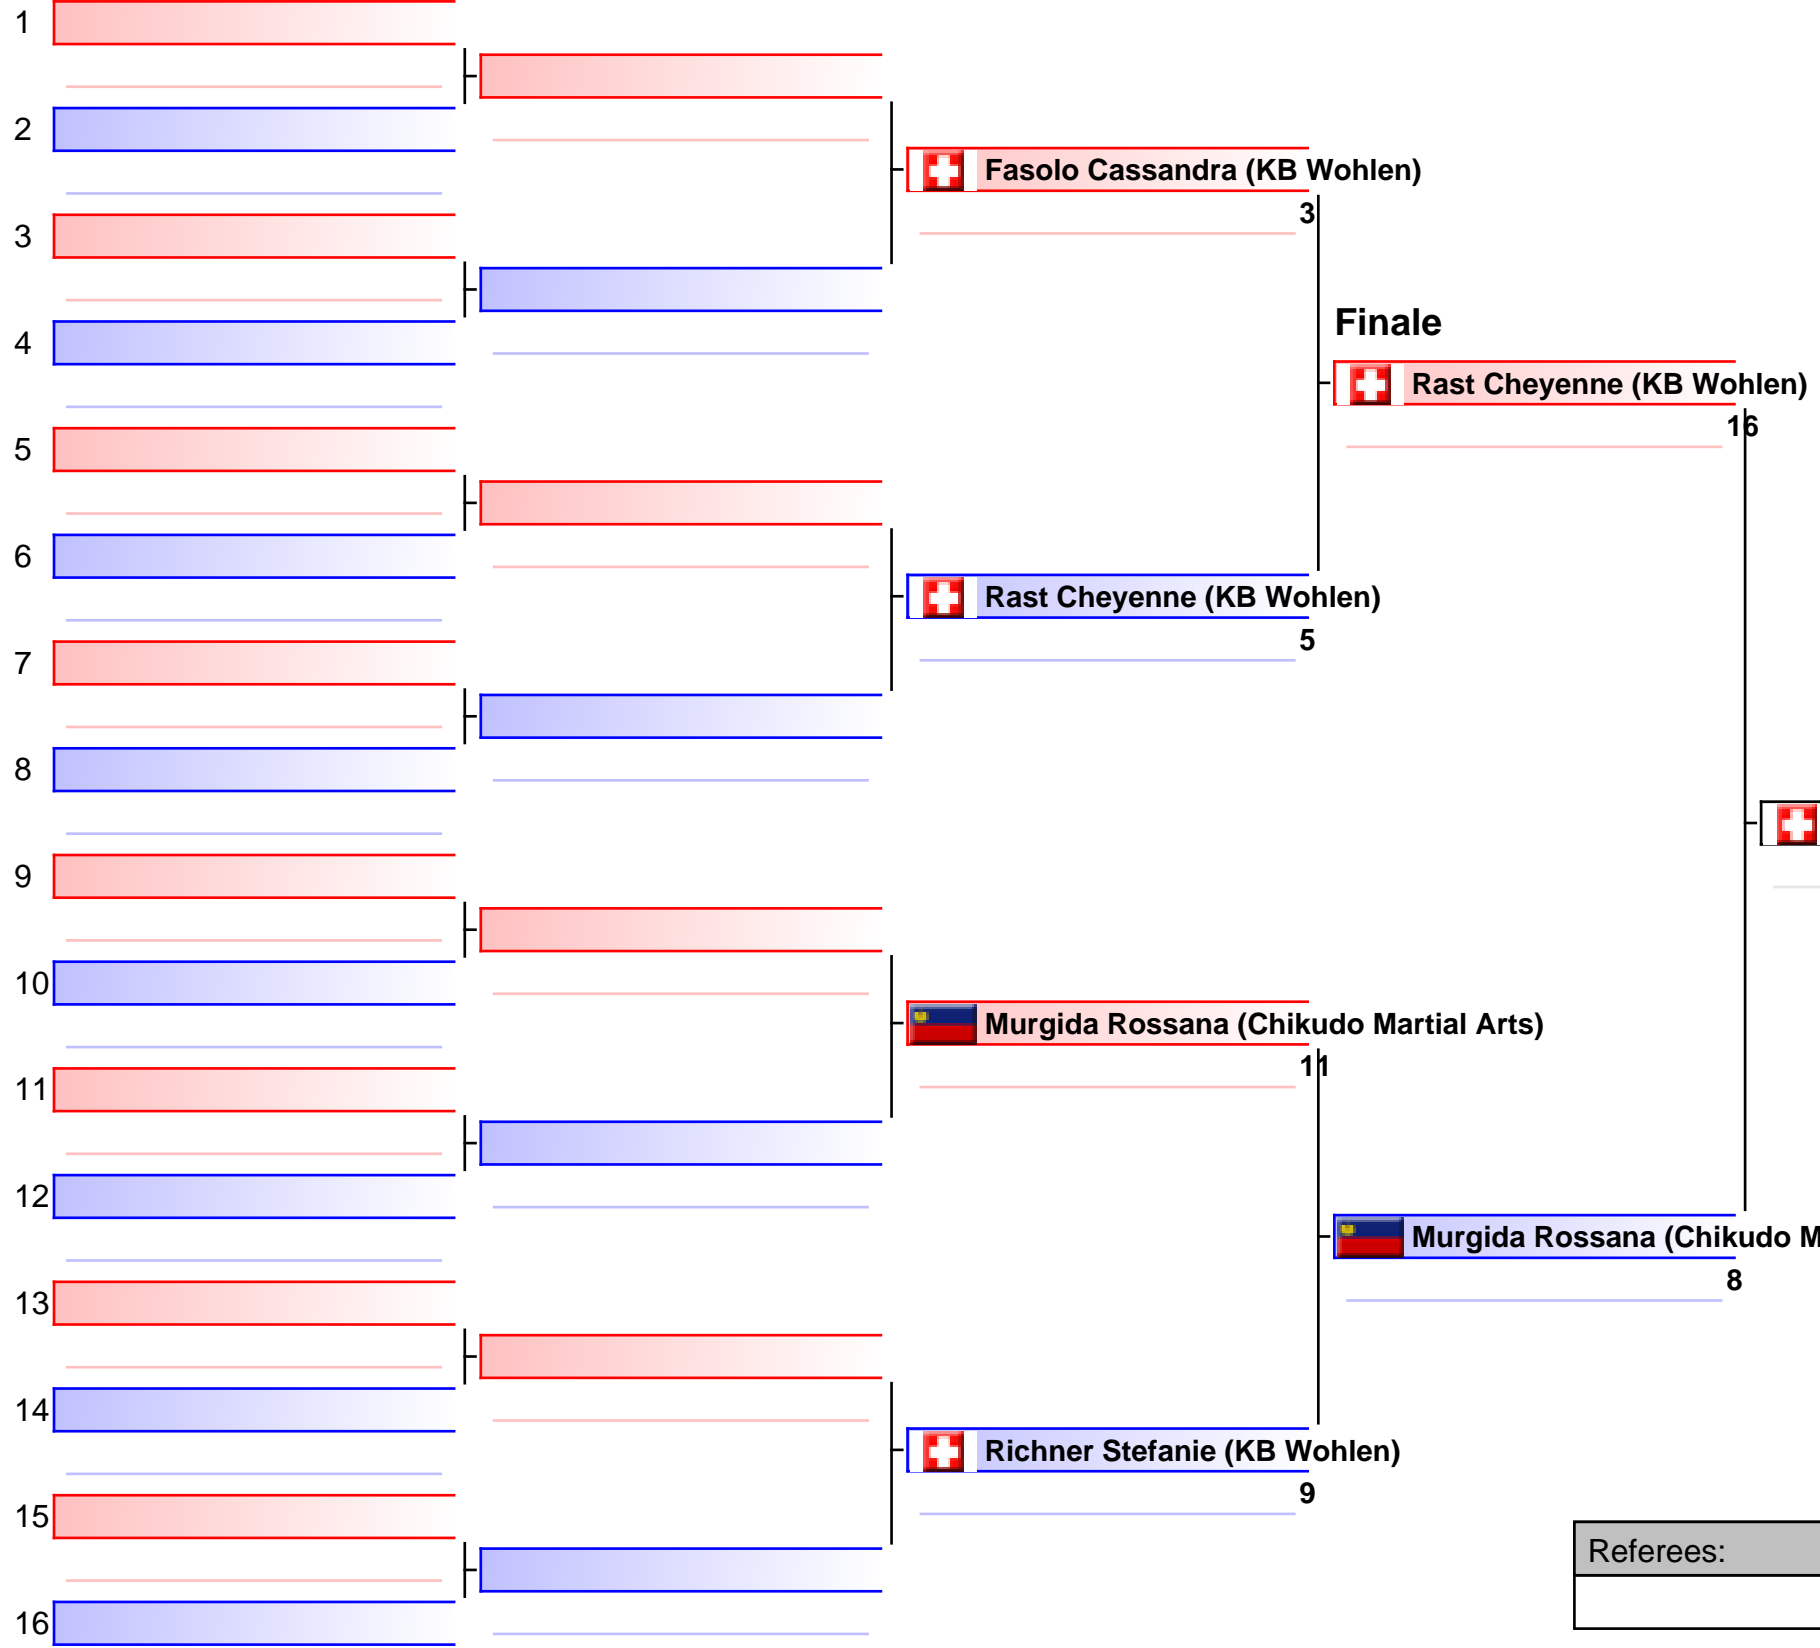 1
2
Fasolo Cassandra (KB Wohlen)
3
3
Finale
4
Rast Cheyenne (KB Wohlen)
16
5
6
Rast Cheyenne (KB Wohlen)
5
7
8
9
10
Murgida Rossana (Chikudo Martial Arts)
11
11
12
Murgida Rossana (Chikudo M
8
13
14
Richner Stefanie (KB Wohlen)
9
15
Referees:
16